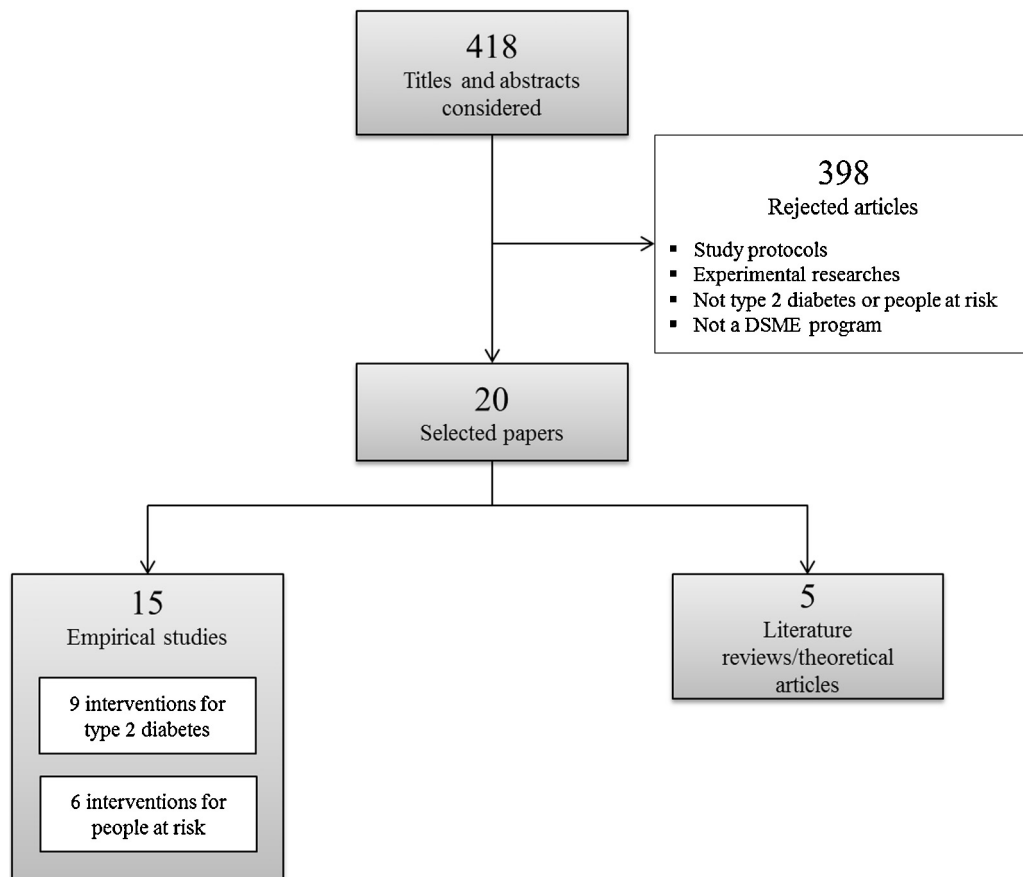 418
Titles and abstracts
considered
398
Rejected articles
▪ Study protocols
▪ Experimental researches
▪ Not type 2 diabetes or people at risk
▪ Not a DSME program
20
Selected papers
15
Empirical studies
9 interventions for
type 2 diabetes
6 interventions for
people at risk
5
Literature
reviews/theoretical
articles